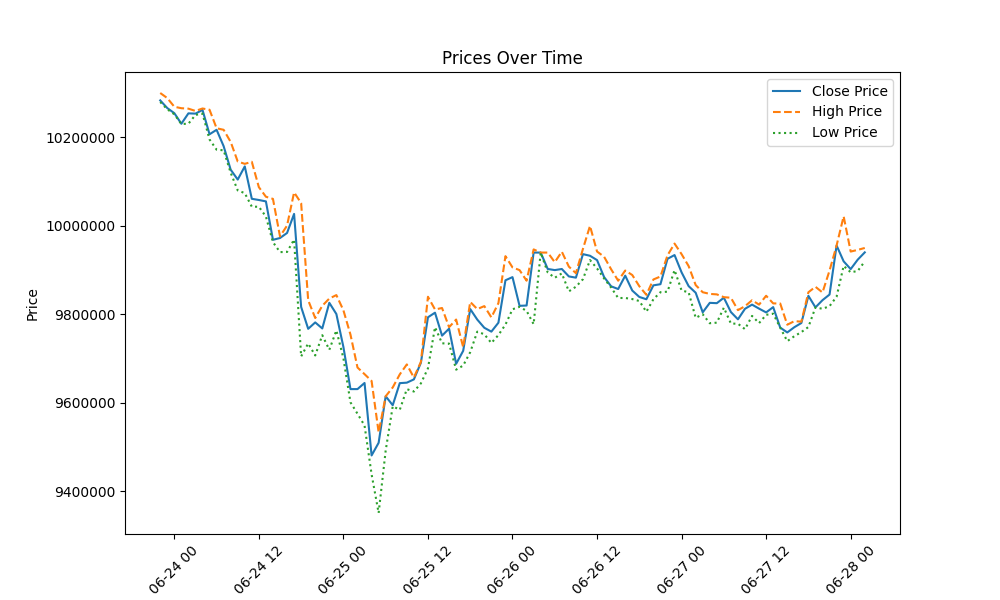 Prices Over Time
Close Price
High Price
Low Price
Price
10200000
10000000
9800000
9600000
9400000
06-24 00
06-24 12
06-25 00
06-25 12
06-26 00
06-26 12
06-27 00
06-27 12
06-28 00